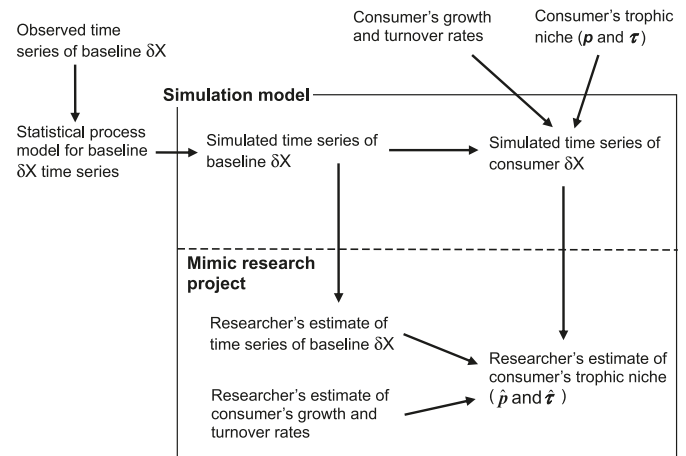 Observed time
series of baseline δX
Consumer's growth
and turnover rates
Consumer's trophic
niche (p and τ)
Simulation model
Statistical process
model for baseline
δX time series
Simulated time series of
baseline δX
Simulated time series of
consumer δX
Mimic research
project
Researcher's estimate of
time series of baseline δX
Researcher's estimate of
consumer's growth and
turnover rates
Researcher's estimate of
consumer's trophic niche
( p̂ and τ̂ )